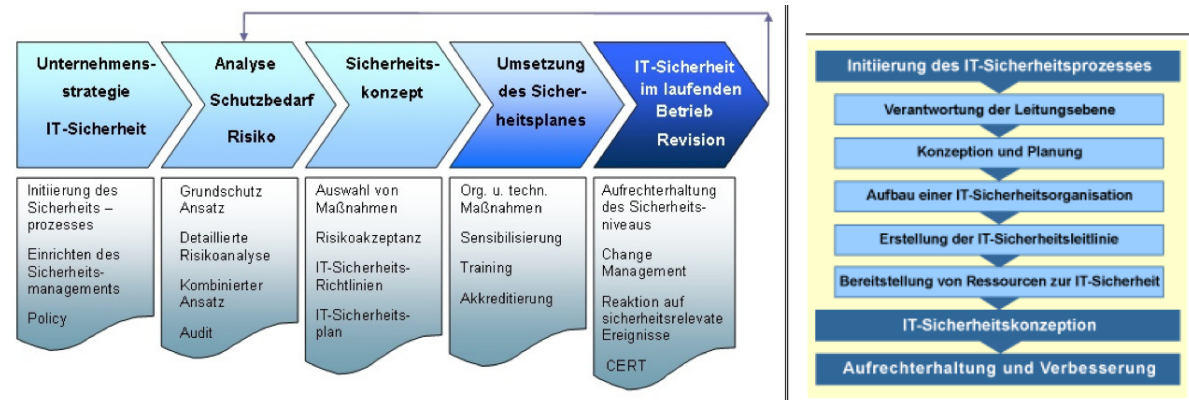 Unternehmens-
strategie
IT-Sicherheit
Analyse
Schutzbedarf
Risiko
Sicherheits-
konzept
Umsetzung
des Sicher-
heitsplanes
IT-Sicherheit
im laufenden
Betrieb
Revision
Initiierung des
Sicherheits –
prozesses
Einrichten des
Sicherheits-
managements
Policy
Grundschutz
Ansatz
Detaillierte
Risikoanalyse
Kombinierter
Ansatz
Audit
Auswahl von
Maßnahmen
Risikoakzeptanz
IT-Sicherheits-
Richtlinien
IT-Sicherheits-
plan
Org. u. techn.
Maßnahmen
Sensibilisierung
Training
Akkreditierung
Aufrechterhaltung
des Sicherheits-
niveaus
Change
Management
Reaktion auf
sicherheitsrelevate
Ereignisse
CERT
Initiierung des IT-Sicherheitsprozesses
Verantwortung der Leitungsebene
Konzeption und Planung
Aufbau einer IT-Sicherheitsorganisation
Erstellung der IT-Sicherheitsleitlinie
Bereitstellung von Ressourcen zur IT-Sicherheit
IT-Sicherheitskonzeption
Aufrechterhaltung und Verbesserung